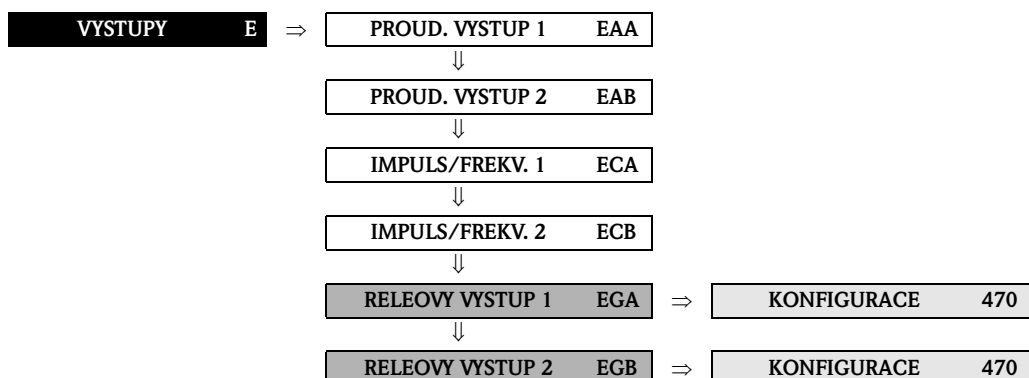 VYSTUPY E ⇒ PROUD. VYSTUP 1 EAA
⇓
PROUD. VYSTUP 2 EAB
⇓
IMPULS/FREKV. 1 ECA
⇓
IMPULS/FREKV. 2 ECB
⇓
RELEOVY VYSTUP 1 EGA ⇒ KONFIGURACE 470
⇓
RELEOVY VYSTUP 2 EGB ⇒ KONFIGURACE 470